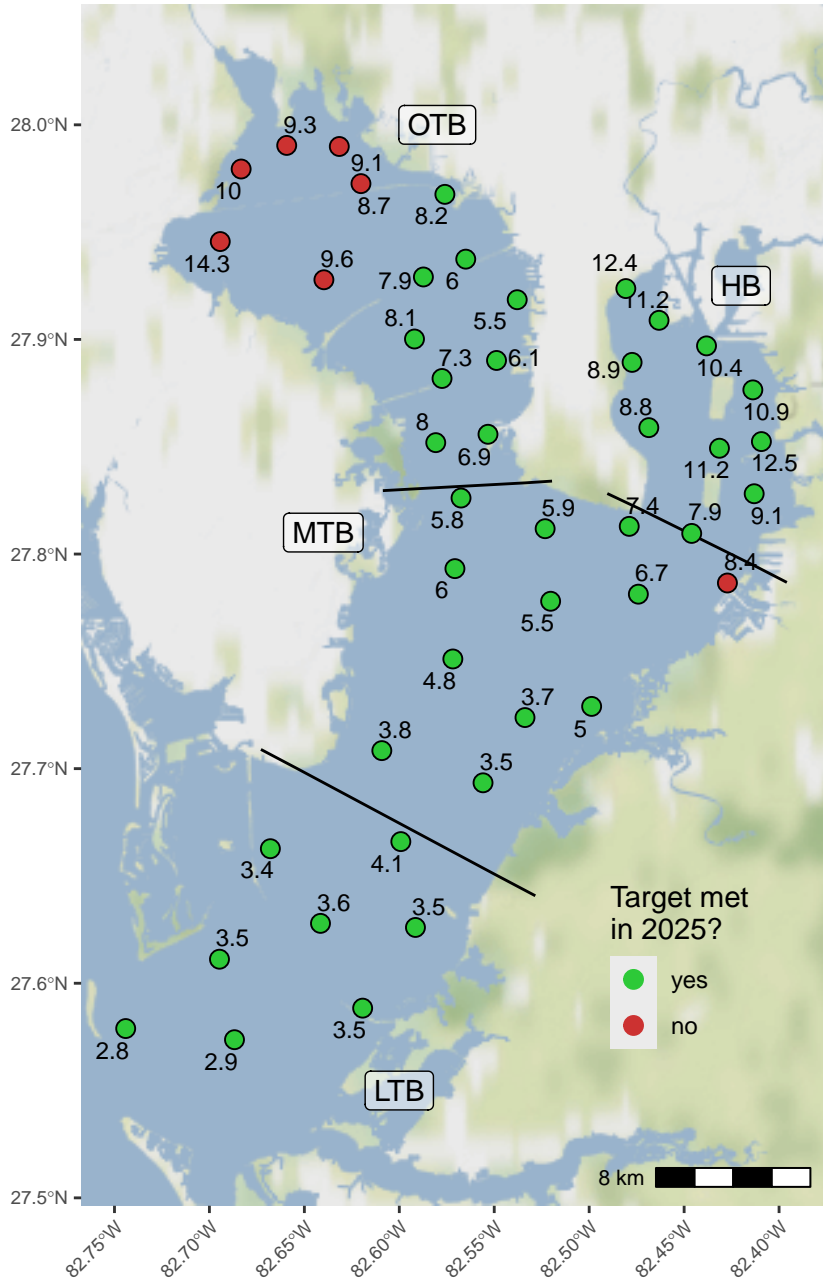 28.0°N
27.9°N
27.8°N
27.7°N
27.6°N
27.5°N
OTB
9.3
9.1
10
8.7
8.2
14.3
9.6
7.9
6
5.5
8.1
7.3
6.1
8
6.9
HB
12.4
11.2
10.4
8.9
10.9
8.8
11.2
12.5
9.1
MTB
5.8
5.9
7.4
7.9
8.4
6
5.5
6.7
4.8
3.7
5
3.8
3.5
4.1
3.4
3.6
3.5
3.5
3.5
2.8
2.9
LTB
Target met
in 2025?
yes
no
8 km
82.75°W
82.70°W
82.65°W
82.60°W
82.55°W
82.50°W
82.45°W
82.40°W